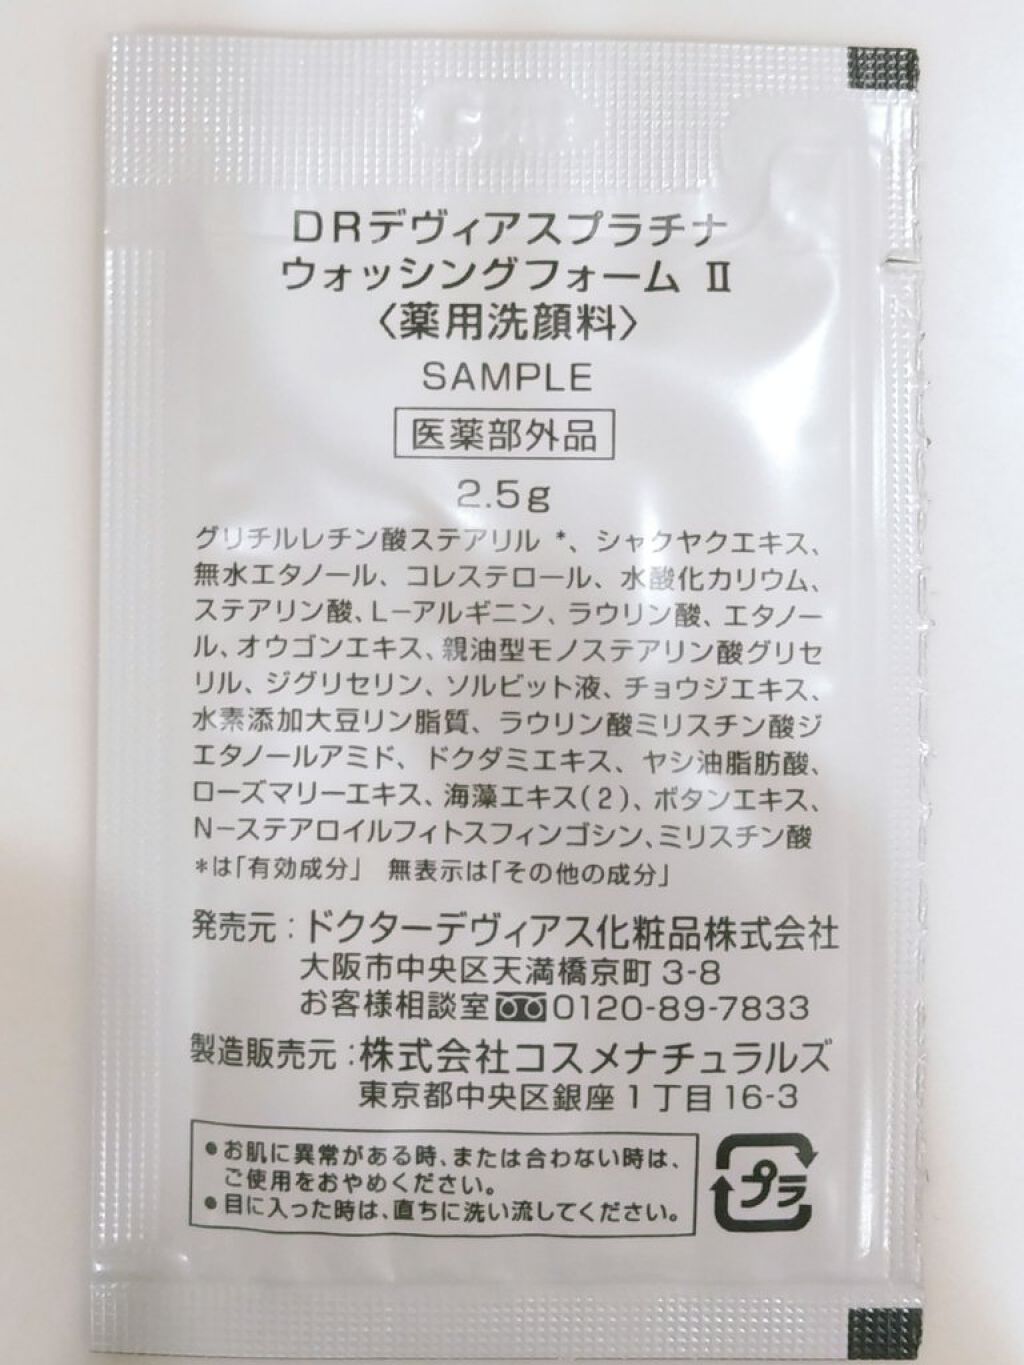 DRデヴィアスプラチナ
ウォッシングフォーム Ⅱ
〈薬用洗顔料〉
SAMPLE
医薬部外品
2.5g
グリチルレチン酸ステアリル *、シャクヤクエキス、
無水エタノール、コレステロール、水酸化カリウム、
ステアリン酸、L-アルギニン、ラウリン酸、エタノー
ル、オウゴンエキス、親油型モノステアリン酸グリセ
リル、ジグリセリン、ソルビット液、チョウジエキス、
水素添加大豆リン脂質、ラウリン酸ミリスチン酸ジ
エタノールアミド、ドクダミエキス、ヤシ油脂肪酸、
ローズマリーエキス、海藻エキス(2)、ボタンエキス、
N-ステアロイルフィトスフィンゴシン、ミリスチン酸
*は「有効成分」 無表示は「その他の成分」
発売元:ドクターデヴィアス化粧品株式会社
大阪市中央区天満橋京町 3-8
お客様相談室 0120-89-7833
製造販売元:株式会社コスメナチュラルズ
東京都中央区銀座 1 丁目 16-3
●お肌に異常がある時、または合わない時は、
ご使用をおやめください。
●目に入った時は、直ちに洗い流してください。
プラ